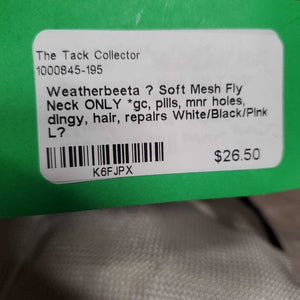 The Tack Collector
1000845-195
Weatherbeeta ? Soft Mesh Fly
Neck ONLY *gc, pills, mnr holes,
dingy, hair, repairs White/Black/Pink
L?
$26.50
K6FJPX